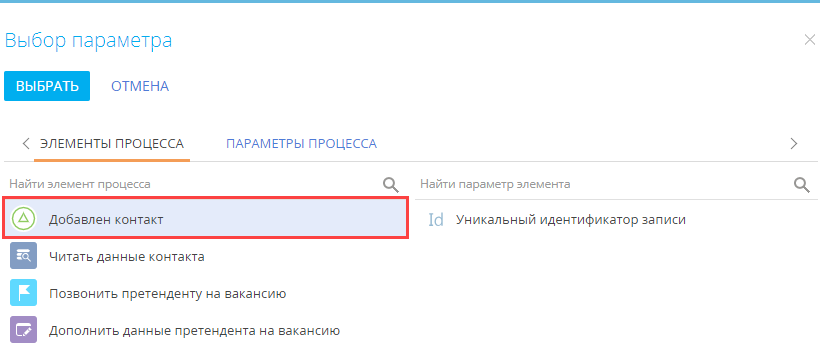 Выбор параметра
ВЫБРАТЬ ОТМЕНА
ЭЛЕМЕНТЫ ПРОЦЕССА ПАРАМЕТРЫ ПРОЦЕССА
Найти элемент процесса Найти параметр элемента
Добавлен контакт Id Уникальный идентификатор записи
Читать данные контакта
Позвонить претенденту на вакансию
Дополнить данные претендента на вакансию